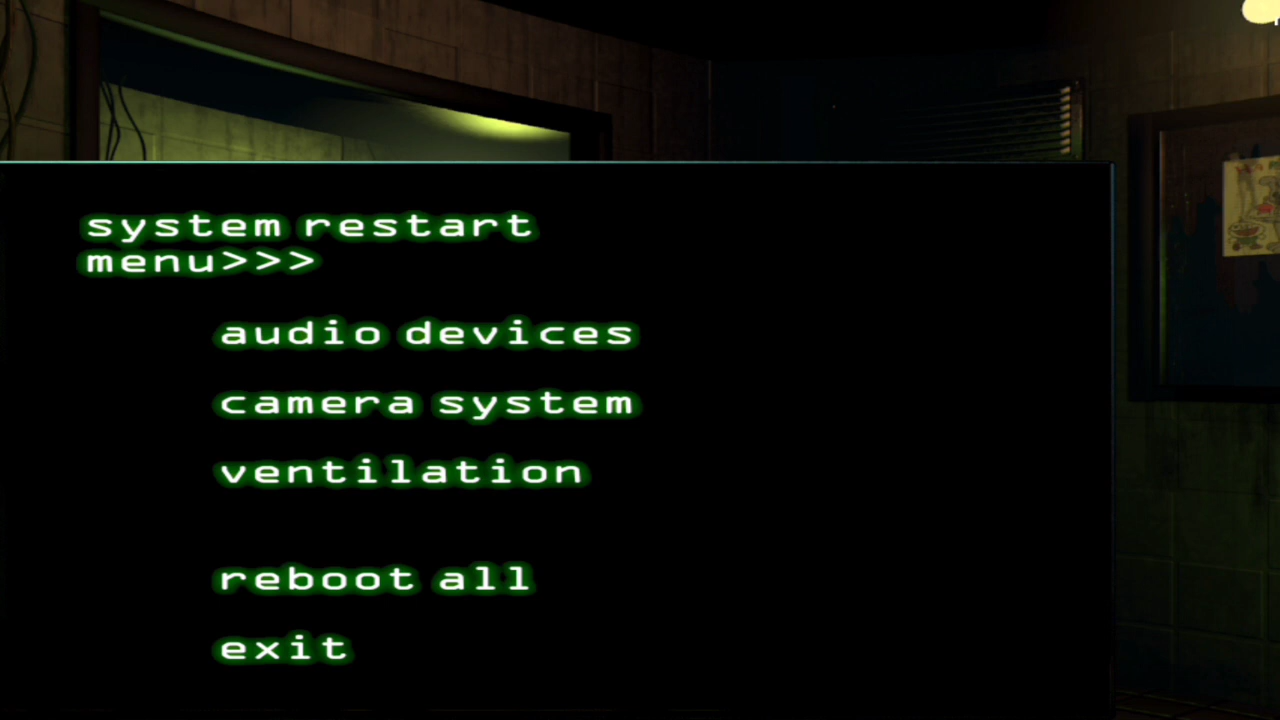 system restart
menu>>>
audio devices
camera system
ventilation
reboot all
exit